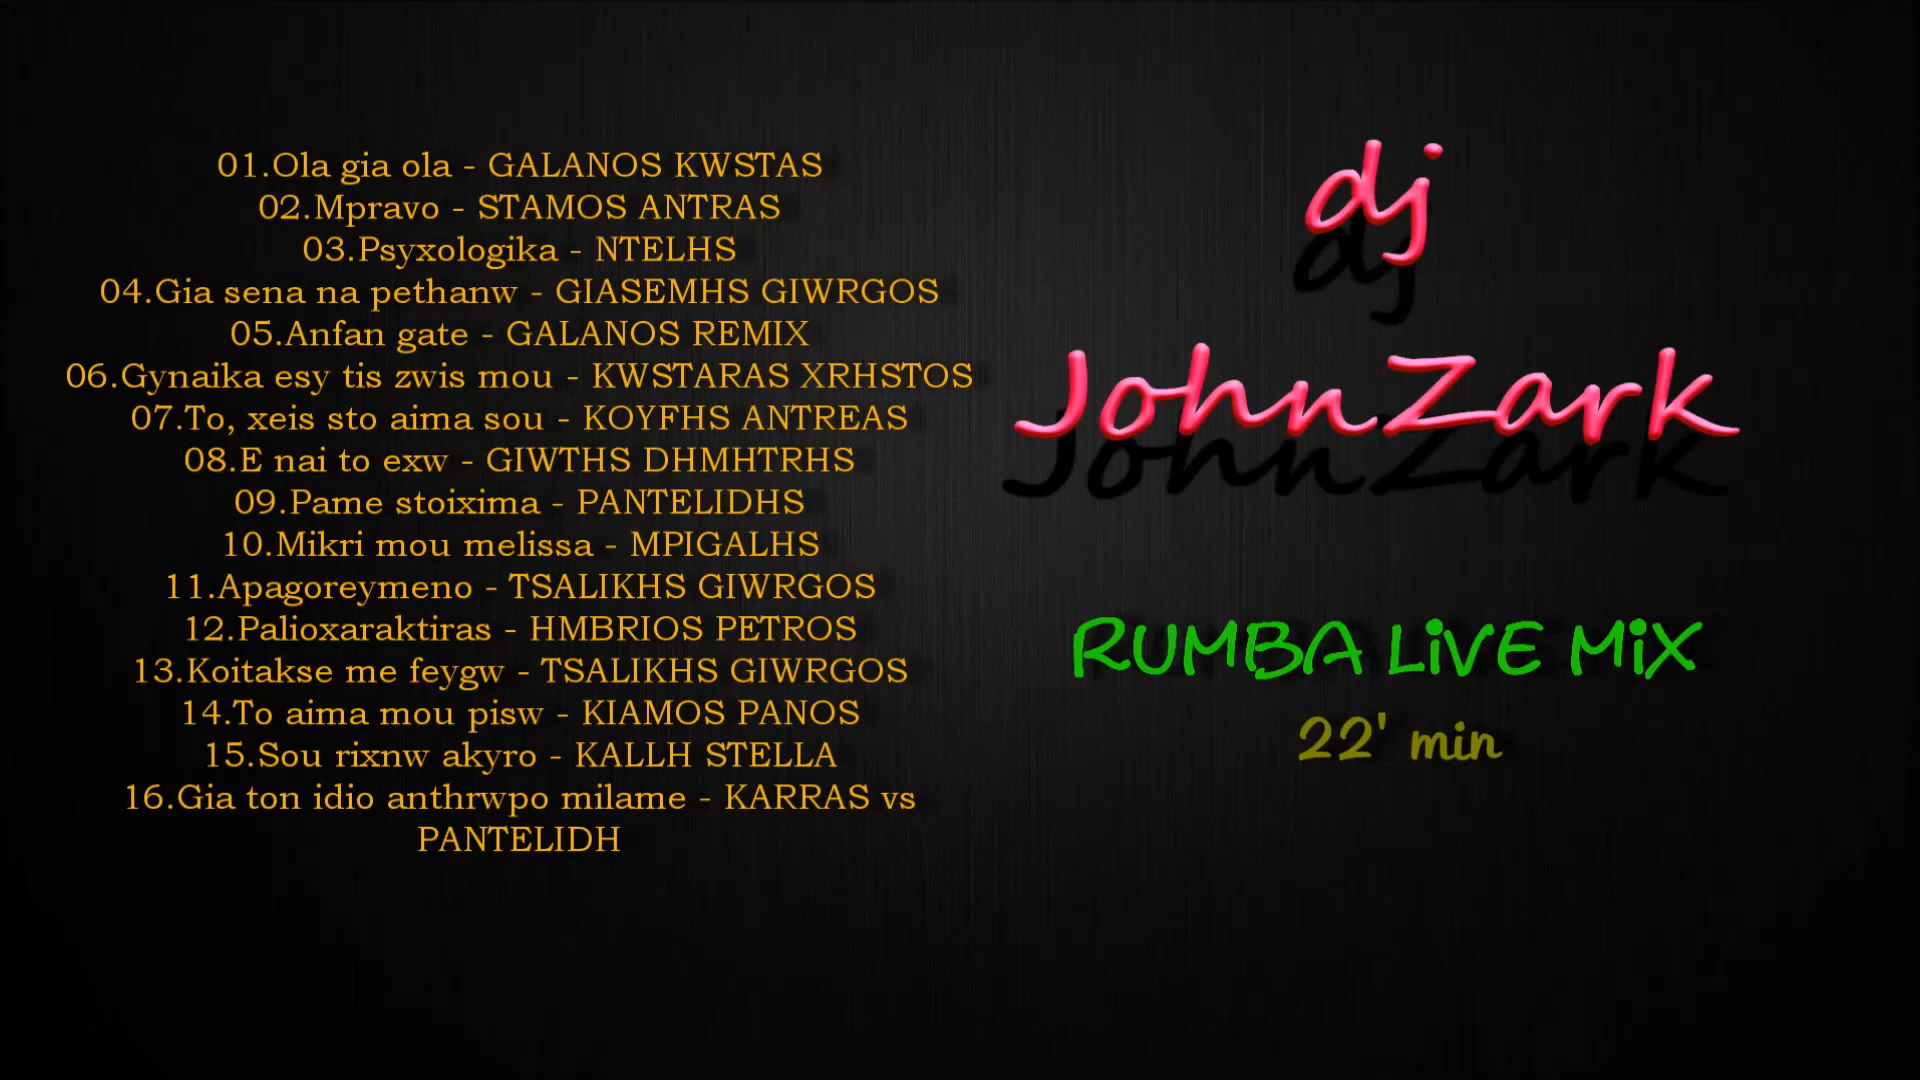 01.Ola gia ola - GALANOS KWSTAS
02.Mpravo - STAMOS ANTRAS
03.Psyxologika - NTELHS
04.Gia sena na pethanw - GIASEMHS GIWRGOS
05.Anfan gate - GALANOS REMIX
06.Gynaika esy tis zwis mou - KWSTARAS XRHSTOS
07.To, xeis sto aima sou - KOYFHS ANTREAS
08.E nai to exw - GIWTHS DHMHTRHS
09.Pame stoixima - PANTELIDHS
10.Mikri mou melissa - MPIGALHS
11.Apagoreymeno - TSALIKHS GIWRGOS
12.Palioxaraktiras - HMBRIOS PETROS
13.Koitakse me feygw - TSALIKHS GIWRGOS
14.To aima mou pisw - KIAMOS PANOS
15.Sou rixnw akyro - KALLH STELLA
16.Gia ton idio anthrwpo milame - KARRAS vs
PANTELIDH
dj
JohnZark
RUMBA LiVE MiX
22' min